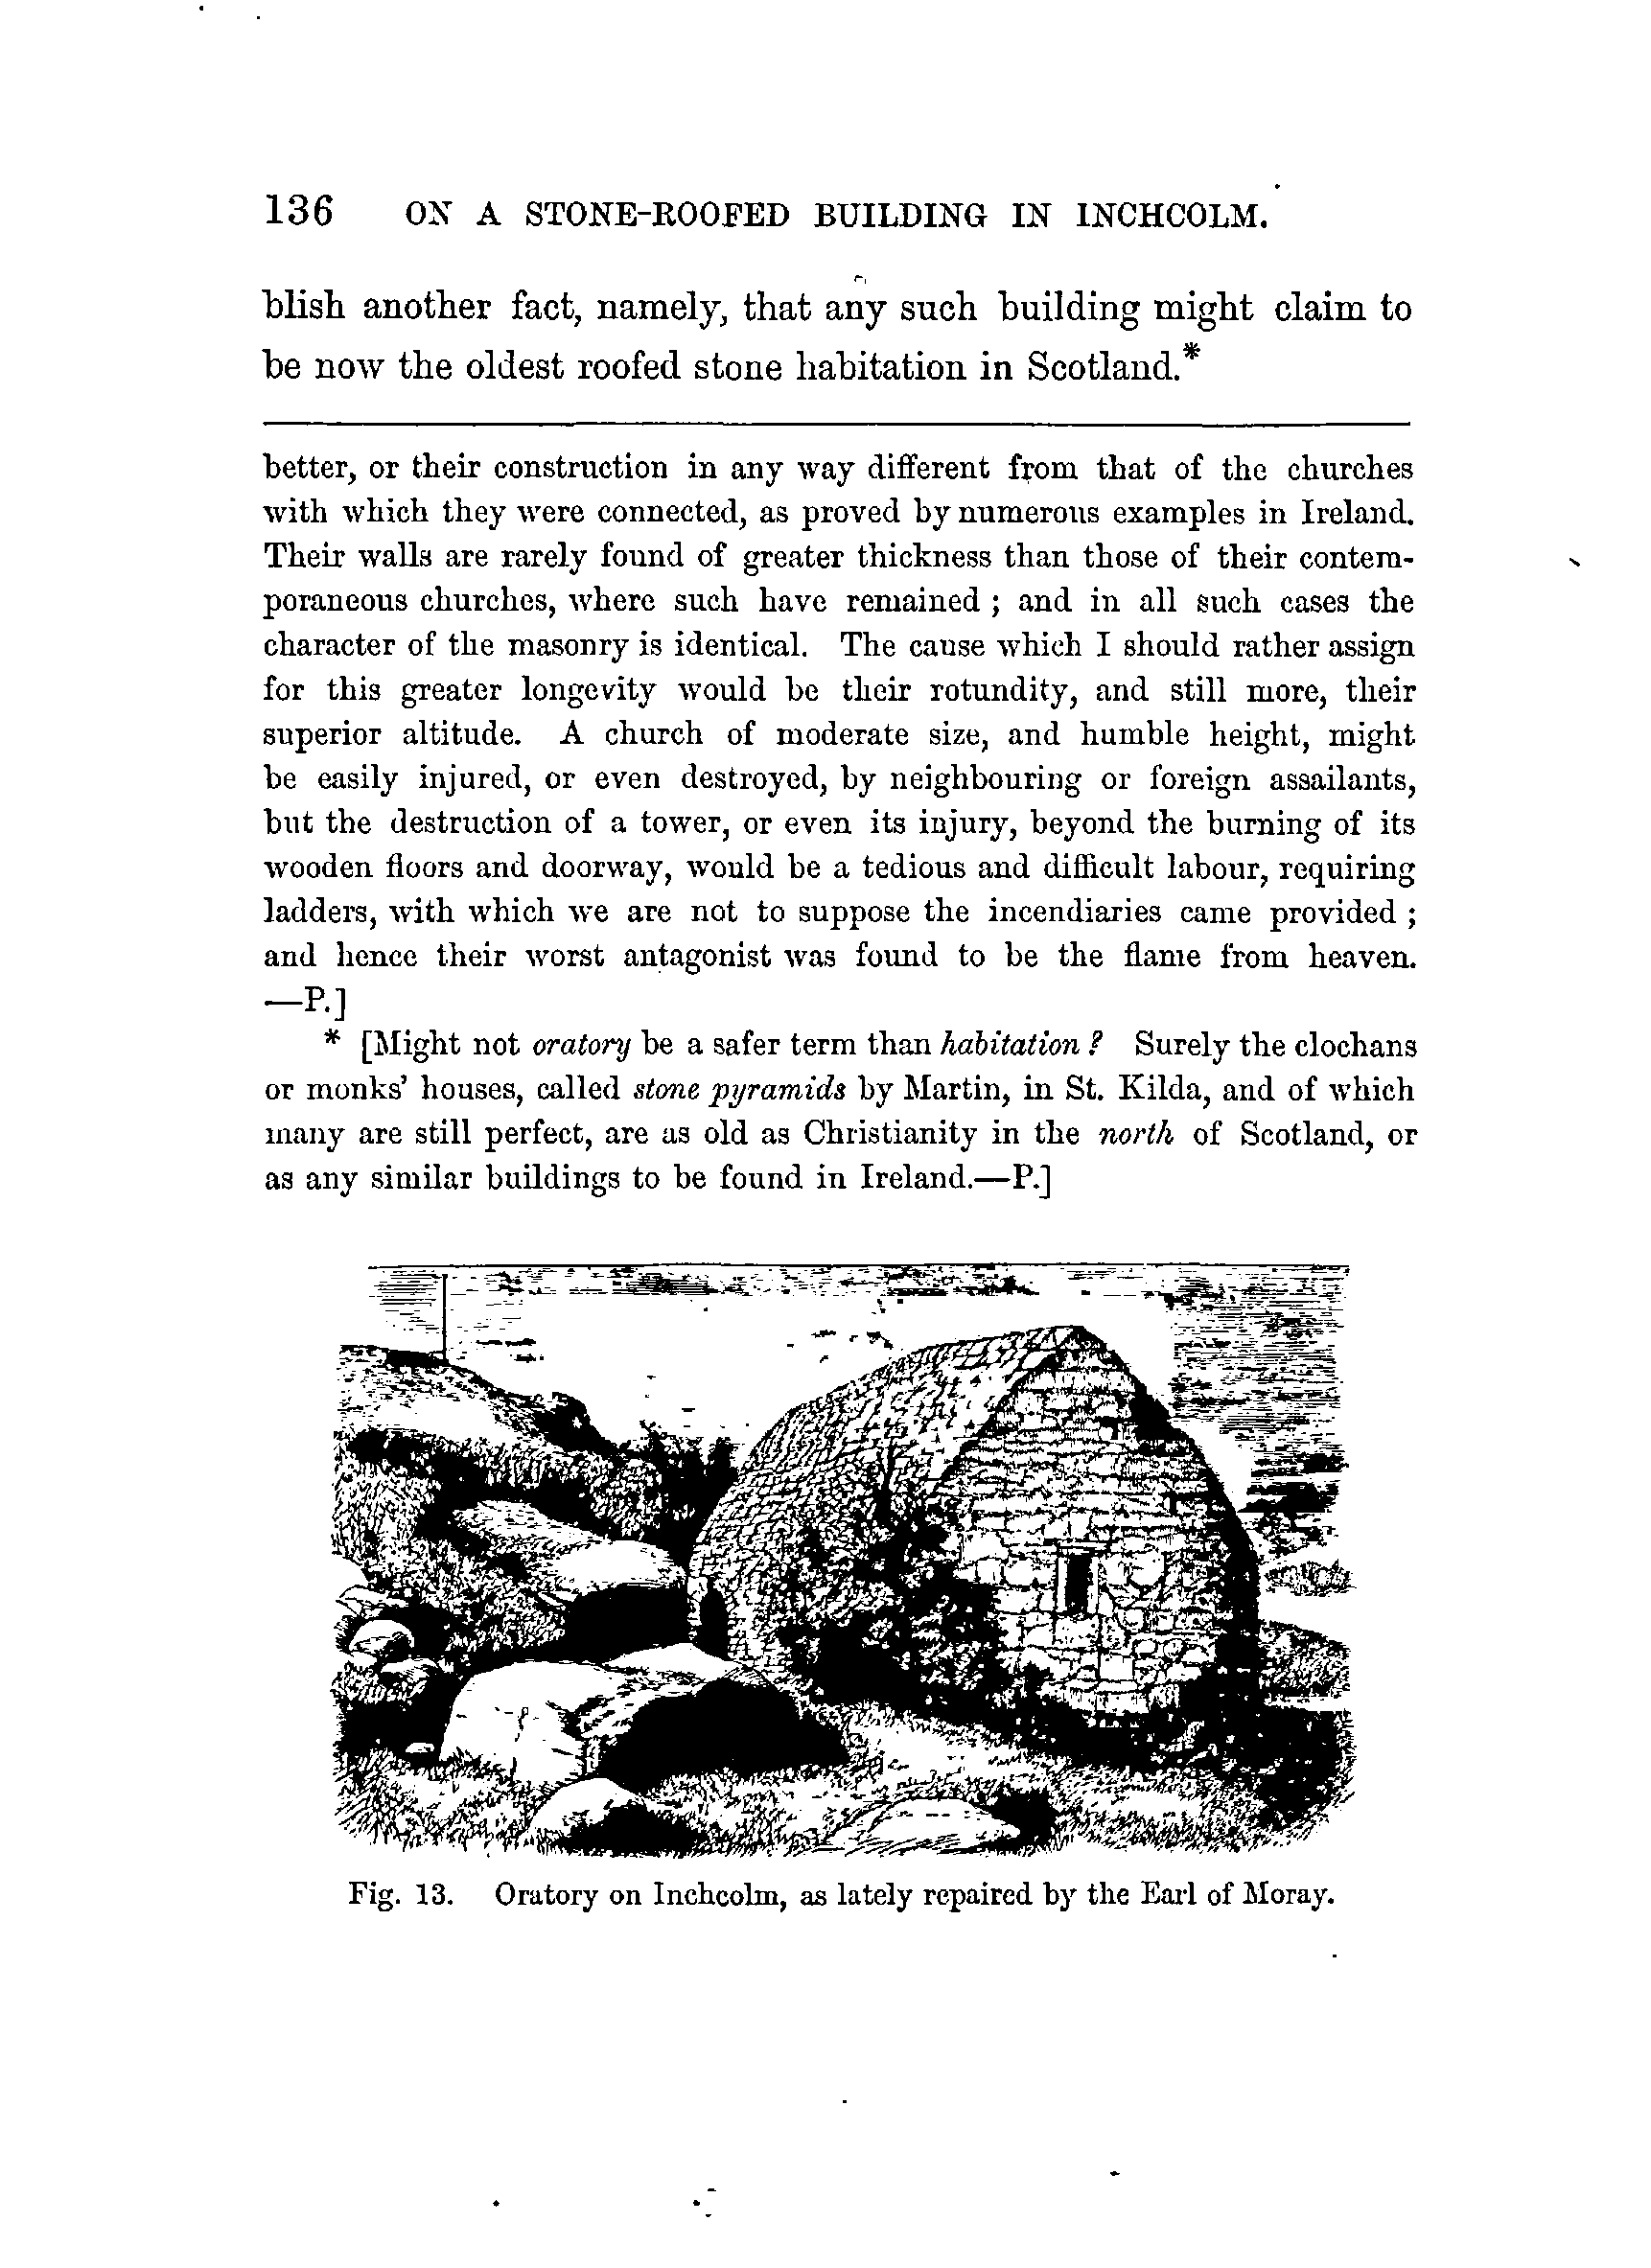 136 ON A STONE-ROOFED BUILDING IN INCHCOLM.
blish another fact, namely, that any such building might claim to
be now the oldest roofed stone habitation in Scotland.*
better, or their construction in any way different from that of the churches
with which they were connected, as proved by numerous examples in Ireland.
Their walls are rarely found of greater thickness than those of their contem-
poraneous churches, where such have remained ; and in all such cases the
character of the masonry is identical. The cause which I should rather assign
for this greater longevity would be their rotundity, and still more, their
superior altitude. A church of moderate size, and humble height, might
be easily injured, or even destroyed, by neighbouring or foreign assailants,
but the destruction of a tower, or even its injury, beyond the burning of its
wooden floors and doorway, would be a tedious and difficult labour, requiring
ladders, with which we are not to suppose the incendiaries came provided ;
and hence their worst antagonist was found to be the flame from heaven.
—P.]
* [Might not oratory be a safer term than habitation ? Surely the clochans
or monks' houses, called stone pyramids by Martin, in St. Kilda, and of which
many are still perfect, are as old as Christianity in the north of Scotland, or
as any similar buildings to be found in Ireland.—P.]
Fig. 13. Oratory on Inchcolm, as lately repaired by the Earl of Moray.